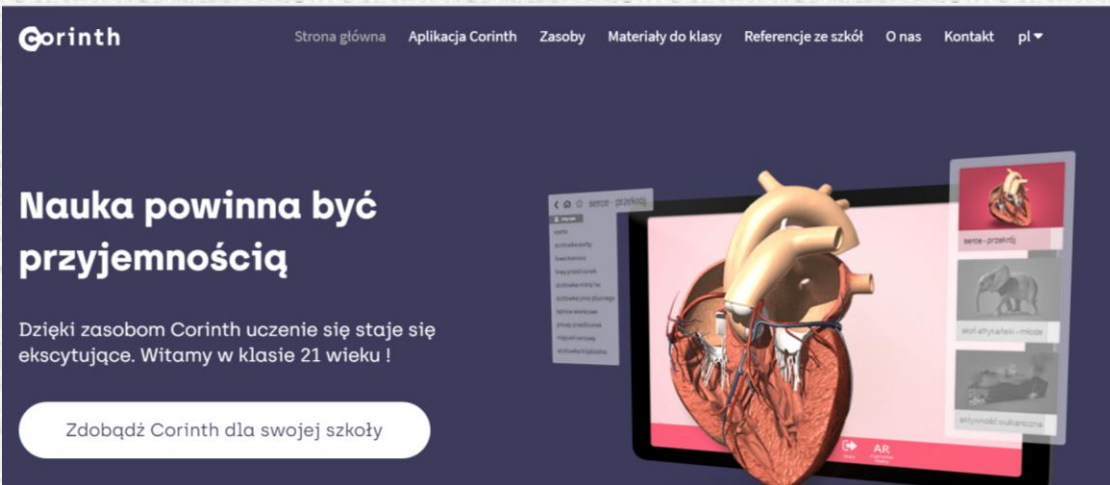 Corinth
Strona główna Aplikacja Corinth Zasoby Materiały do klasy Referencje ze szkół O nas Kontakt pl
Nauka powinna być
przyjemnością
Dzięki zasobom Corinth uczenie się staje się
ekscytujące. Witamy w klasie 21 wieku !
Zdobądź Corinth dla swojej szkoły
serce - przekrój
serce - przekrój
słoń afrykański - młode
aktywność wulkaniczna
AR